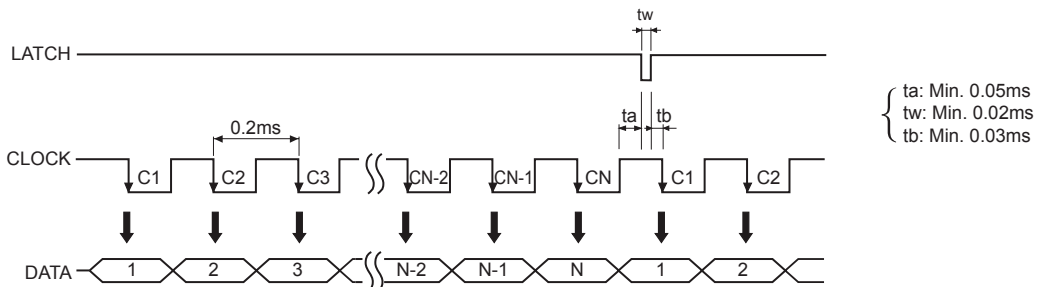 tw
LATCH
ta tb
ta: Min. 0.05ms
tw: Min. 0.02ms
tb: Min. 0.03ms
0.2ms
CLOCK C1 C2 C3 CN-2 CN-1 CN C1 C2
DATA 1 2 3 N-2 N-1 N 1 2